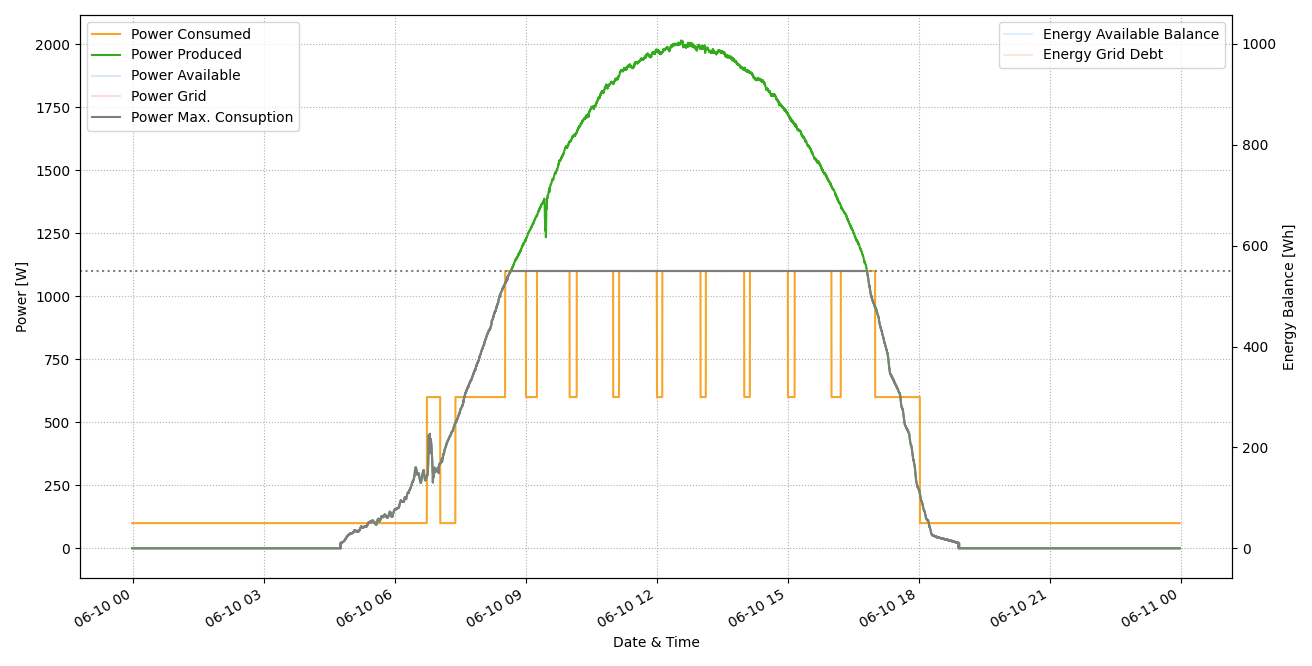 Power Consumed
Power Produced
Power Available
Power Grid
Power Max. Consuption
Energy Available Balance
Energy Grid Debt
Power [W]
2000
1750
1500
1250
1000
750
500
250
0
1000
800
600
400
200
0
Energy Balance [Wh]
06-10 00
06-10 03
06-10 06
06-10 09
06-10 12
06-10 15
06-10 18
06-10 21
06-11 00
Date & Time